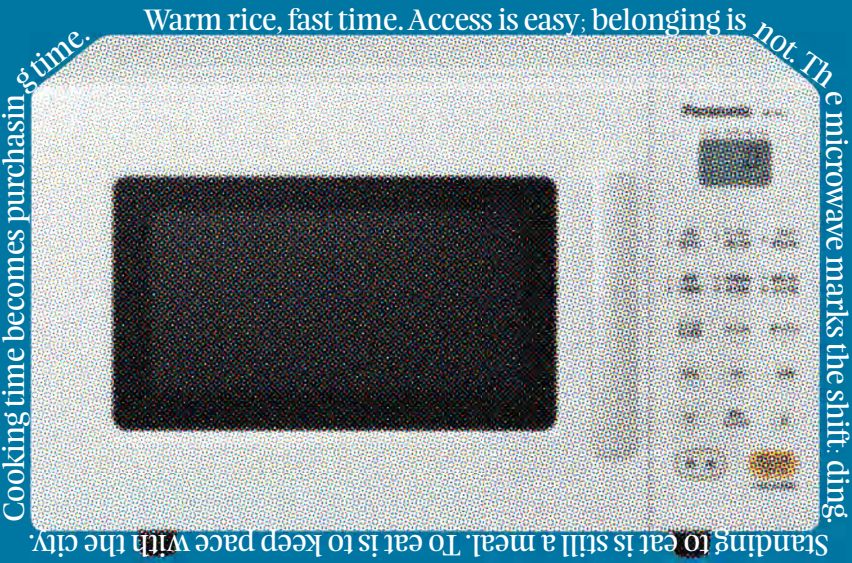 Warm rice, fast time. Access is easy; belonging is not. The microwave marks the shift: ding.
Standing to eat is still a meal. To eat is to keep pace with the city.
Cooking time becomes purchasing time.
Panasonic